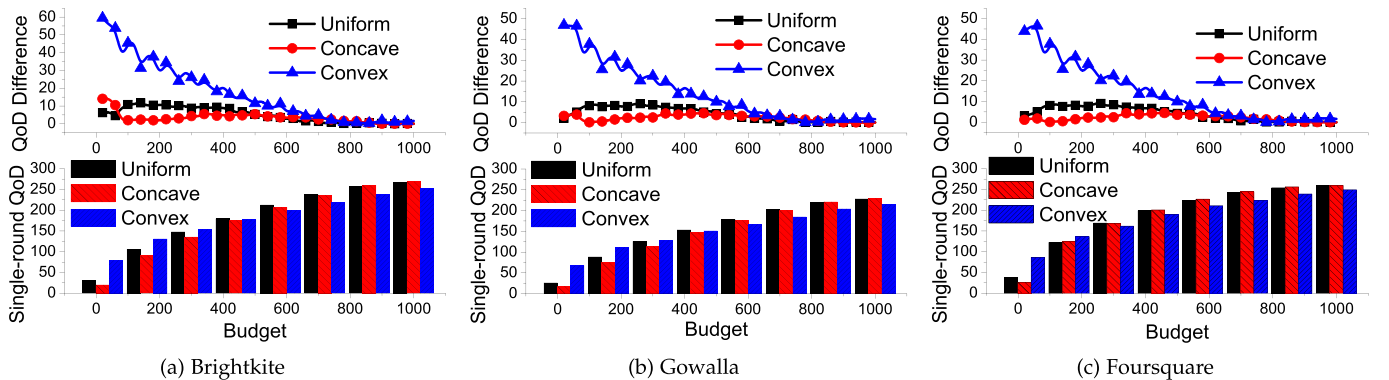 QoD Difference
60
50
40
30
20
10
0
Uniform
Concave
Convex
0 200 400 600 800 1000
Single-round QoD
300
250
200
150
100
50
0
Uniform
Concave
Convex
0 200 400 600 800 1000
Budget
(a) Brightkite
QoD Difference
50
40
30
20
10
0
Uniform
Concave
Convex
0 200 400 600 800 1000
Single-round QoD
300
250
200
150
100
50
0
Uniform
Concave
Convex
0 200 400 600 800 1000
Budget
(b) Gowalla
QoD Difference
50
40
30
20
10
0
Uniform
Concave
Convex
0 200 400 600 800 1000
Single-round QoD
300
250
200
150
100
50
0
Uniform
Concave
Convex
0 200 400 600 800 1000
Budget
(c) Foursquare